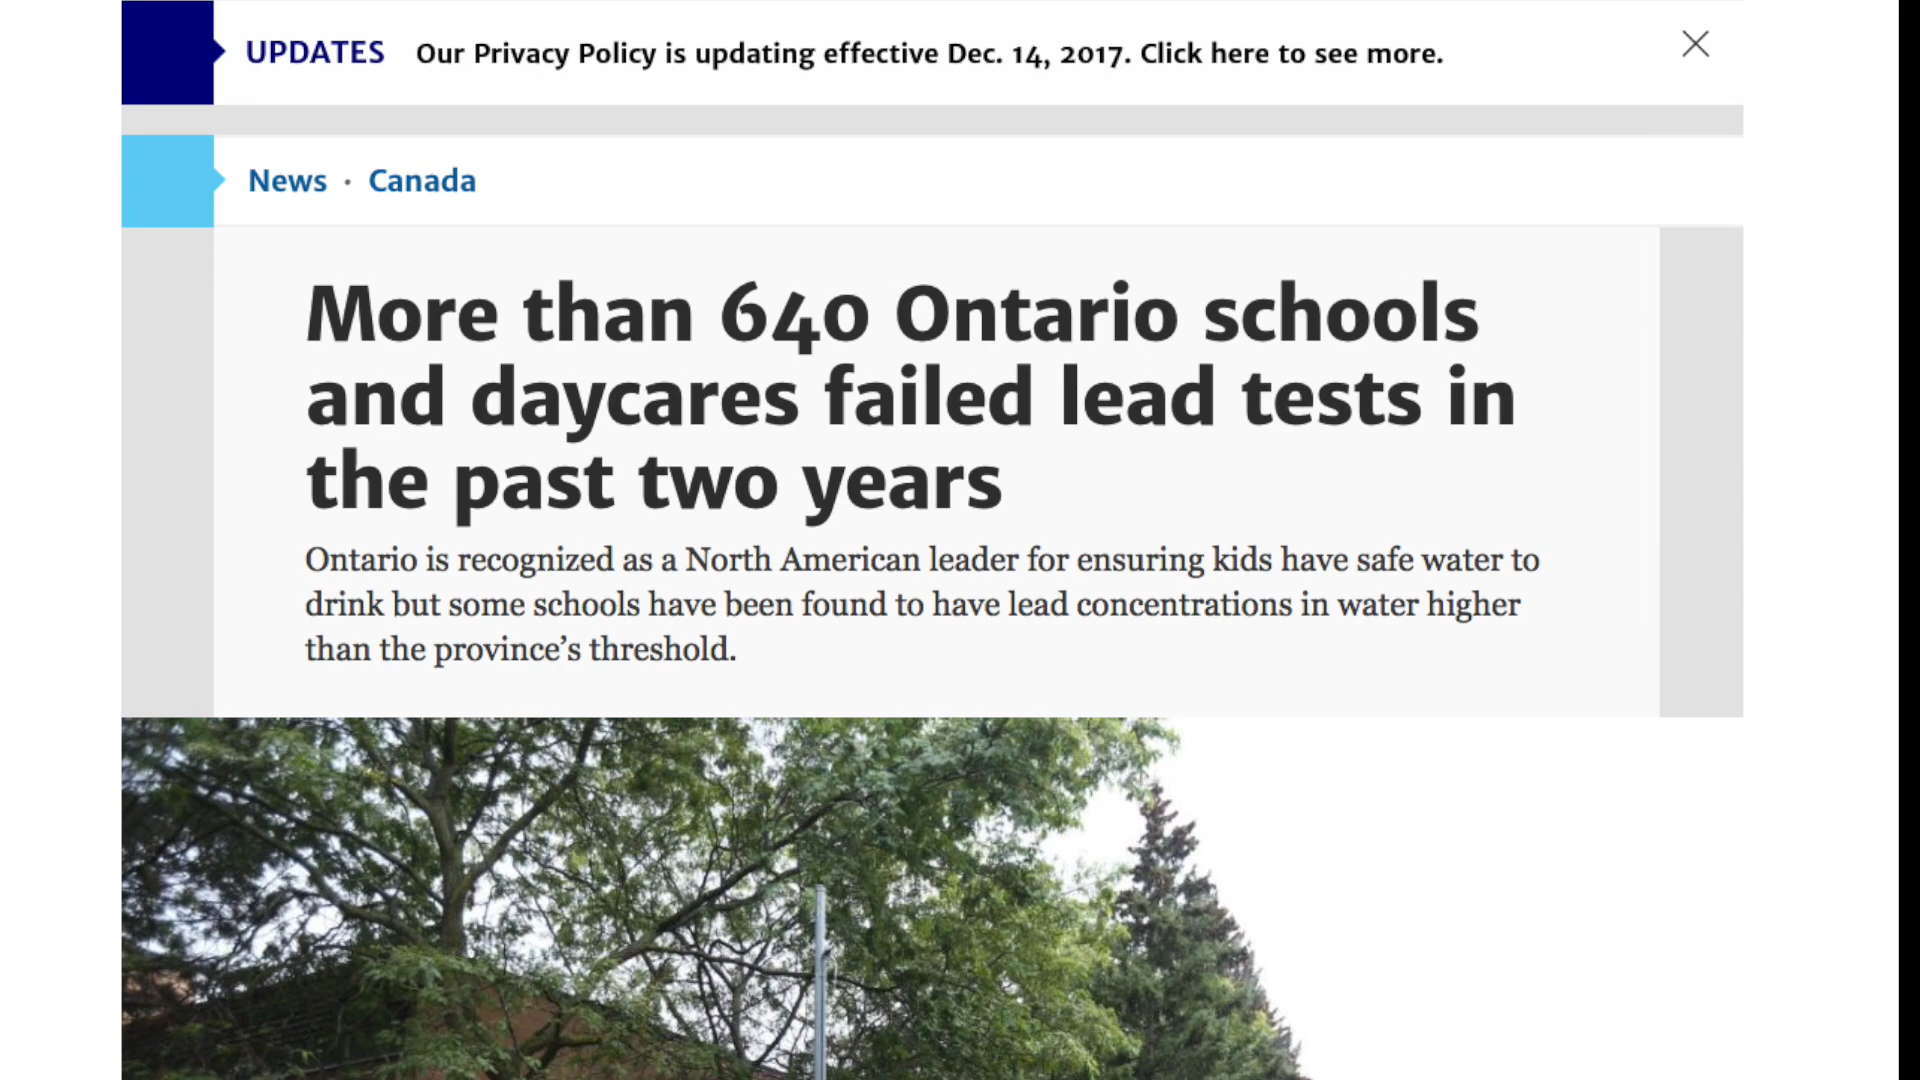 UPDATES Our Privacy Policy is updating effective Dec. 14, 2017. Click here to see more.
News · Canada
More than 640 Ontario schools
and daycares failed lead tests in
the past two years
Ontario is recognized as a North American leader for ensuring kids have safe water to
drink but some schools have been found to have lead concentrations in water higher
than the province’s threshold.